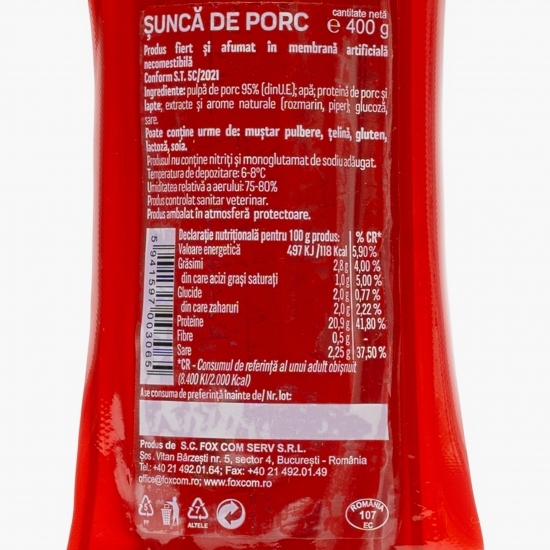 ȘUNCĂ DE PORC
cantitate netă
e 400 g
Produs fiert și afumat în membrană artificială
necomestibilă
Conform S.T. 5C/2021
Ingrediente: pulpă de porc 95% (din U.E.); apă; proteină de porc și
lapte; extracte și arome naturale (rozmarin, piper); glucoză,
sare.
Poate conține urme de: muștar pulbere, țelină, gluten,
lactoză, soia.
Produsul nu conține nitriți și monoglutamat de sodiu adăugat.
Temperatura de depozitare: 6-8°C
Umiditatea relativă a aerului: 75-80%
Produs controlat sanitar veterinar.
Produs ambalat în atmosferă protectoare.
Declarație nutrițională pentru 100 g produs: % CR*
Valoare energetică 497 KJ /118 Kcal 5,90%
Grăsimi 2,8 g 4,00 %
din care acizi grași saturați 1,0 g 5,00 %
Glucide 2,0 g 0,77 %
din care zaharuri 2,0 g 2,22 %
Proteine 20,9 g 41,80 %
Fibre 0,5 g
Sare 2,25 g 37,50 %
*CR - Consumul de referință al unui adult obișnuit
(8.400 KJ/2.000 Kcal)
A se consuma de preferință înainte de/ Nr. lot:
5941597003065
Produs de S.C. FOX COM SERV S.R.L.
Șos. Vitan Bârzești nr. 5, sector 4, București - România
Tel.: +40 21 492.01.64; Fax: +40 21 492.01.49
office@foxcom.ro; www.foxcom.ro
5
PP
ALTELE
ROMÂNIA
107
EC